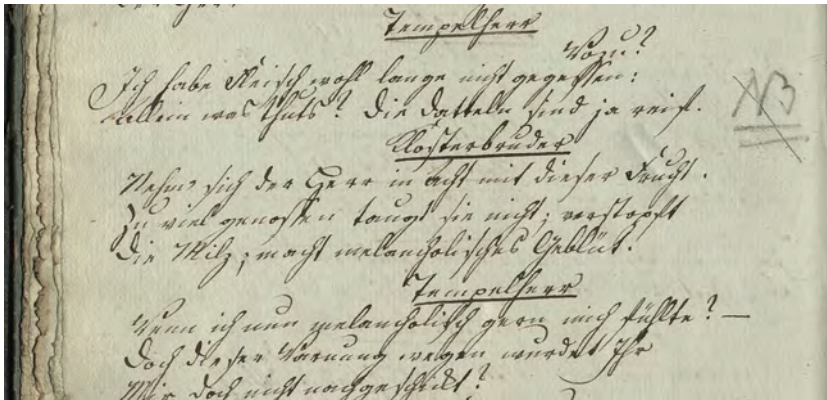 Tempelherr
Wozu?
Ich habe Fleisch wohl lange nicht gegessen:
Allein was thuts? Die Datteln sind ja reif.
NB
Klosterbruder
Nehm' sich der Herr in acht mit dieser Frucht.
Zu viel genossen taugt sie nicht; verstopft
Die Milz; macht melancholisches Geblüt.
Tempelherr
Wenn ich nun melancholisch gern mich fühlte? —
Doch dieser Warnung wegen wurdet Ihr
Mir doch nicht nachgeschickt?